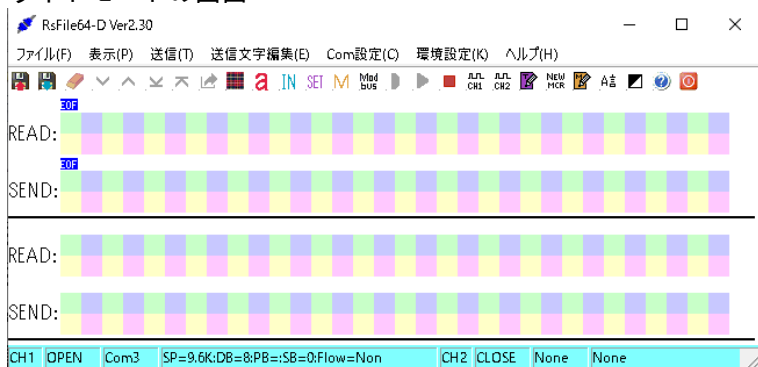 RsFile64-D Ver2.30
ファイル(F) 表示(P) 送信(T) 送信文字編集(E) Com設定(C) 環境設定(K) ヘルプ(H)
a IN SET M Mod bus CH1 CH2 NEW MCR
EOF
READ:
EOF
SEND:
READ:
SEND:
CH1 OPEN Com3 SP=9.6K:DB=8:PB=:SB=0:Flow=Non CH2 CLOSE None None